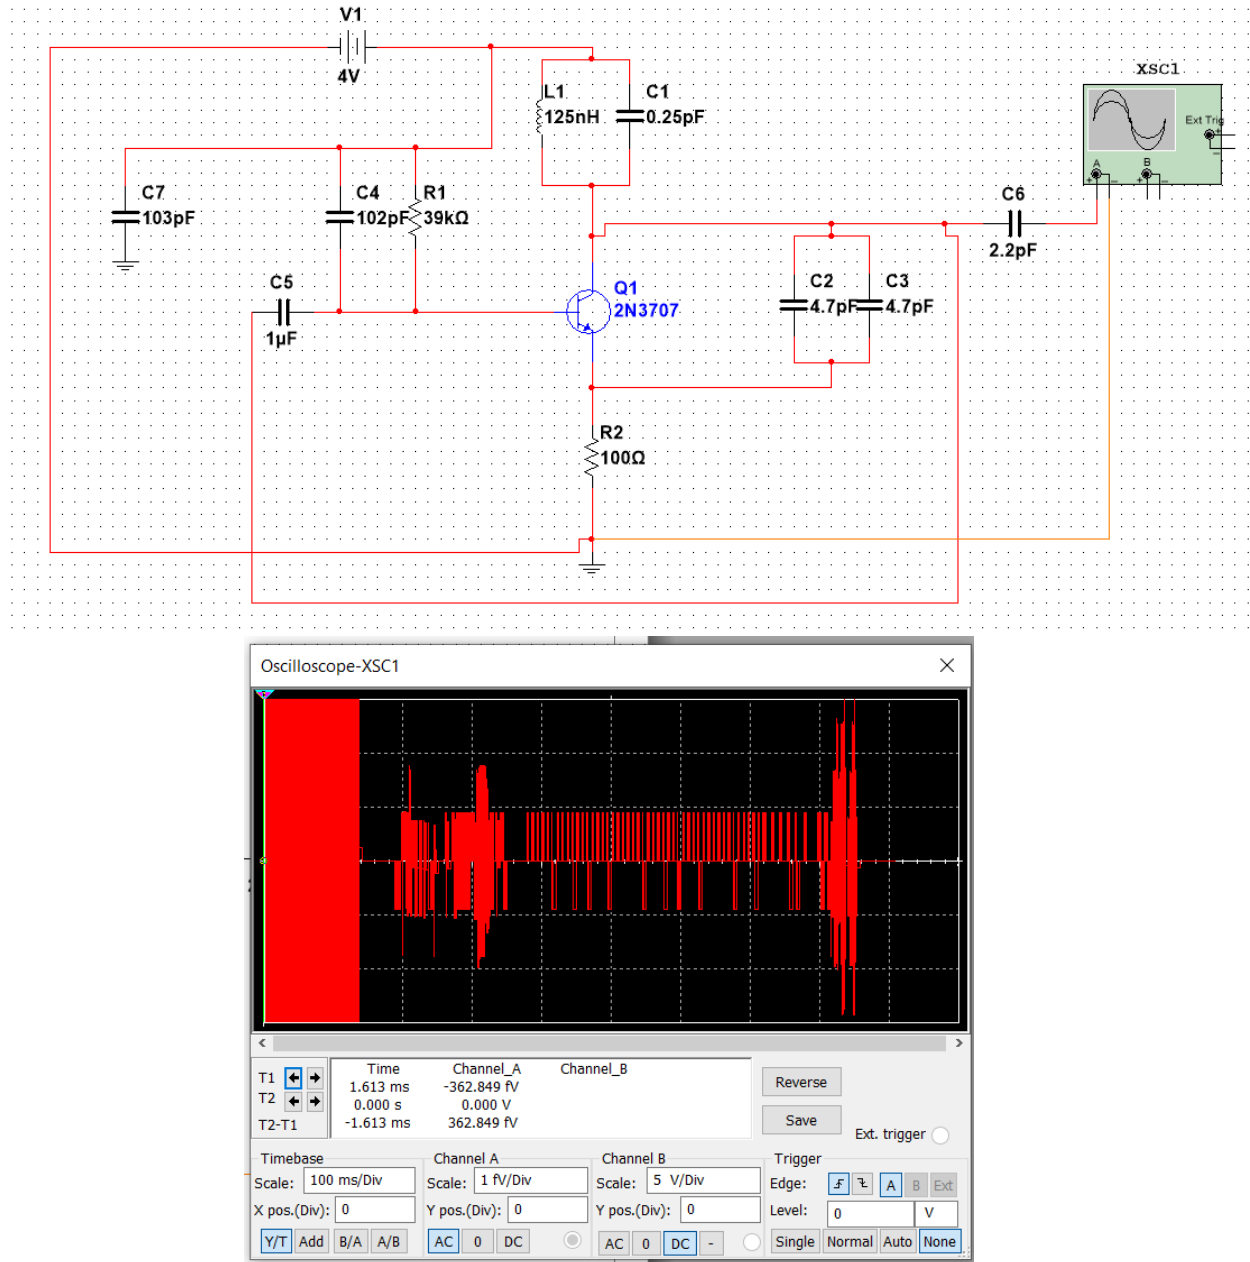 V1
4V
L1
125nH
C1
0.25pF
XSC1
Ext Trig
+
A
B
C7
103pF
C4
102pF
R1
39kΩ
C6
2.2pF
C5
1µF
Q1
2N3707
C2
4.7pF
C3
4.7pF
R2
100Ω
Oscilloscope-XSC1
Time Channel_A Channel_B
T1 1.613 ms -362.849 fV
T2 0.000 s 0.000 V
T2-T1 -1.613 ms 362.849 fV
Reverse
Save
Ext. trigger
Timebase
Scale: 100 ms/Div
X pos.(Div): 0
Y/T Add B/A A/B
Channel A
Scale: 1 fV/Div
Y pos.(Div): 0
AC 0 DC
Channel B
Scale: 5 V/Div
Y pos.(Div): 0
AC 0 DC -
Trigger
Edge: A B Ext
Level: 0 V
Single Normal Auto None